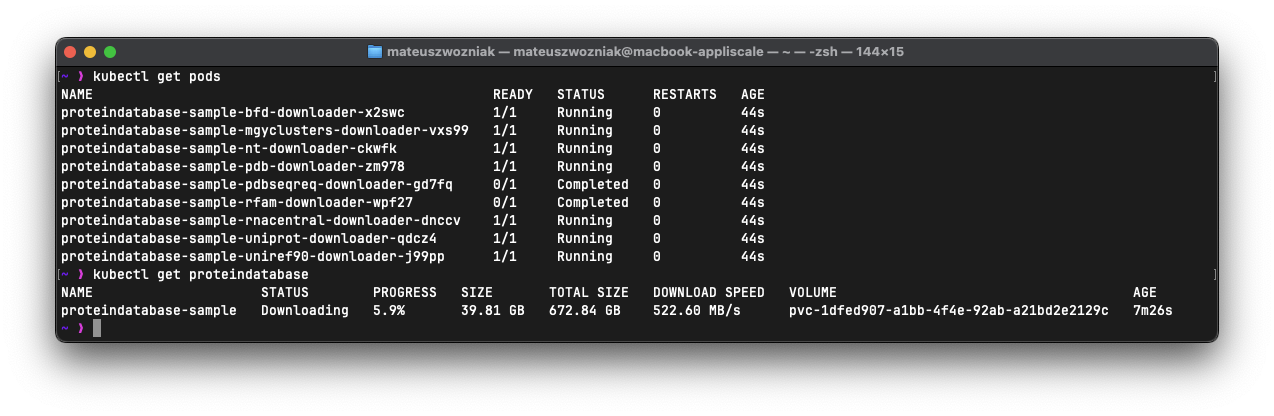 mateuszwozniak — mateuszwozniak@macbook-appliscale — ~ — -zsh — 144×15
[~ ❯ kubectl get pods ]
NAME READY STATUS RESTARTS AGE
proteindatabase-sample-bfd-downloader-x2swc 1/1 Running 0 44s
proteindatabase-sample-mgyclusters-downloader-vxs99 1/1 Running 0 44s
proteindatabase-sample-nt-downloader-ckwfk 1/1 Running 0 44s
proteindatabase-sample-pdb-downloader-zm978 1/1 Running 0 44s
proteindatabase-sample-pdbseqreq-downloader-gd7fq 0/1 Completed 0 44s
proteindatabase-sample-rfam-downloader-wpf27 0/1 Completed 0 44s
proteindatabase-sample-rnacentral-downloader-dnccv 1/1 Running 0 44s
proteindatabase-sample-uniprot-downloader-qdcz4 1/1 Running 0 44s
proteindatabase-sample-uniref90-downloader-j99pp 1/1 Running 0 44s
[~ ❯ kubectl get proteindatabase ]
NAME STATUS PROGRESS SIZE TOTAL SIZE DOWNLOAD SPEED VOLUME AGE
proteindatabase-sample Downloading 5.9% 39.81 GB 672.84 GB 522.60 MB/s pvc-1dfed907-a1bb-4f4e-92ab-a21bd2e2129c 7m26s
~ ❯